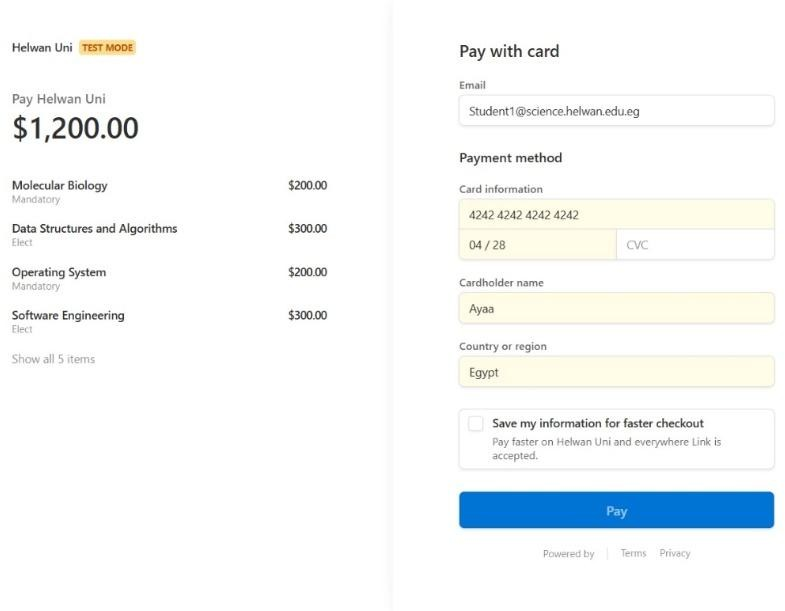 Helwan Uni TEST MODE
Pay Helwan Uni
$1,200.00
Molecular Biology $200.00
Mandatory
Data Structures and Algorithms $300.00
Elect
Operating System $200.00
Mandatory
Software Engineering $300.00
Elect
Show all 5 items
Pay with card
Email
Student1@science.helwan.edu.eg
Payment method
Card information
4242 4242 4242 4242
04 / 28 CVC
Cardholder name
Ayaa
Country or region
Egypt
Save my information for faster checkout
Pay faster on Helwan Uni and everywhere Link is
accepted.
Pay
Powered by Terms Privacy